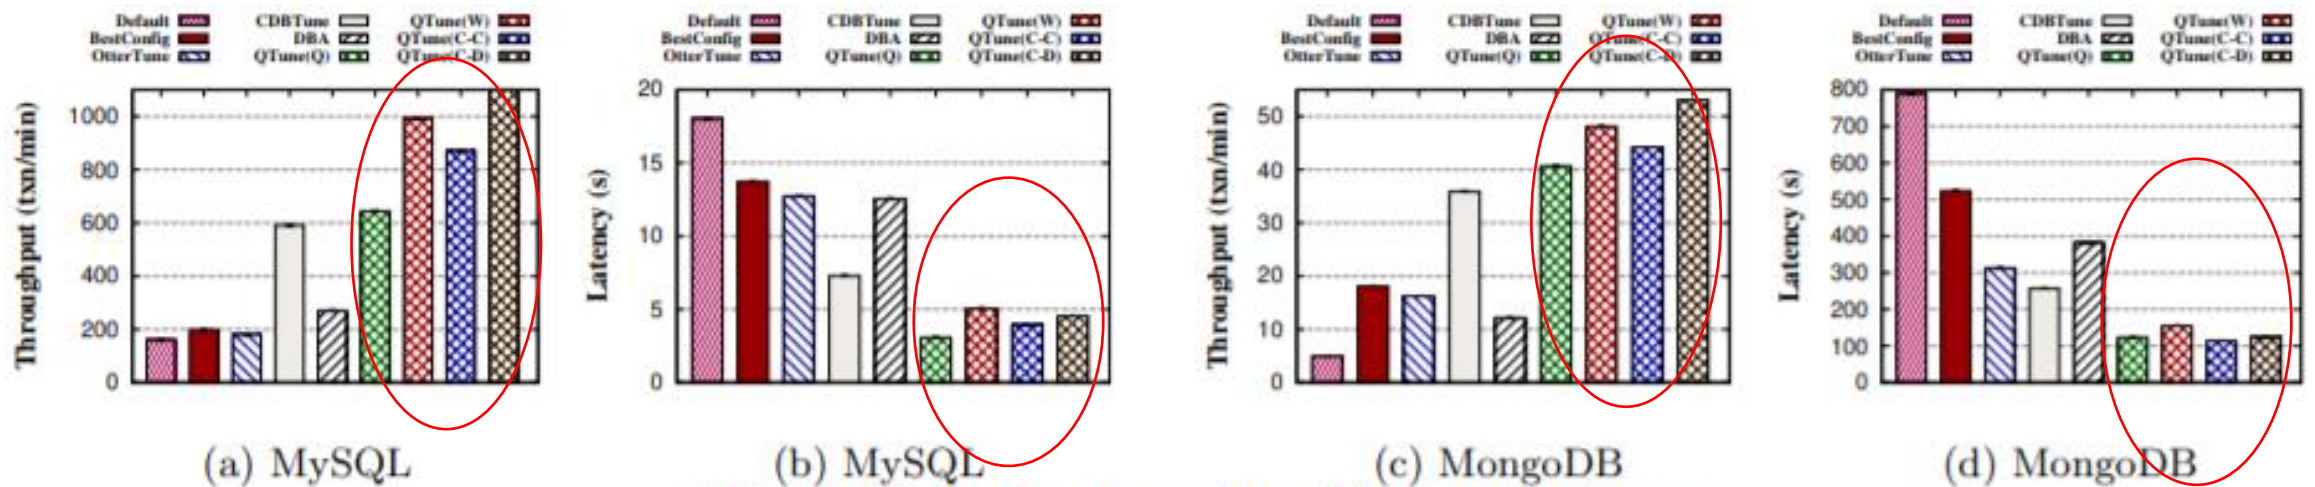 Default CDBTune QTune(W)
BestConfig DBA QTune(C-C)
OtterTune QTune(Q) QTune(C-D)
Throughput (txn/min)
1000
800
600
400
200
0
(a) MySQL
Default CDBTune QTune(W)
BestConfig DBA QTune(C-C)
OtterTune QTune(Q) QTune(C-D)
Latency (s)
20
15
10
5
0
(b) MySQL
Default CDBTune QTune(W)
BestConfig DBA QTune(C-C)
OtterTune QTune(Q) QTune(C-D)
Throughput (txn/min)
50
40
30
20
10
0
(c) MongoDB
Default CDBTune QTune(W)
BestConfig DBA QTune(C-C)
OtterTune QTune(Q) QTune(C-D)
Latency (s)
800
700
600
500
400
300
200
100
0
(d) MongoDB